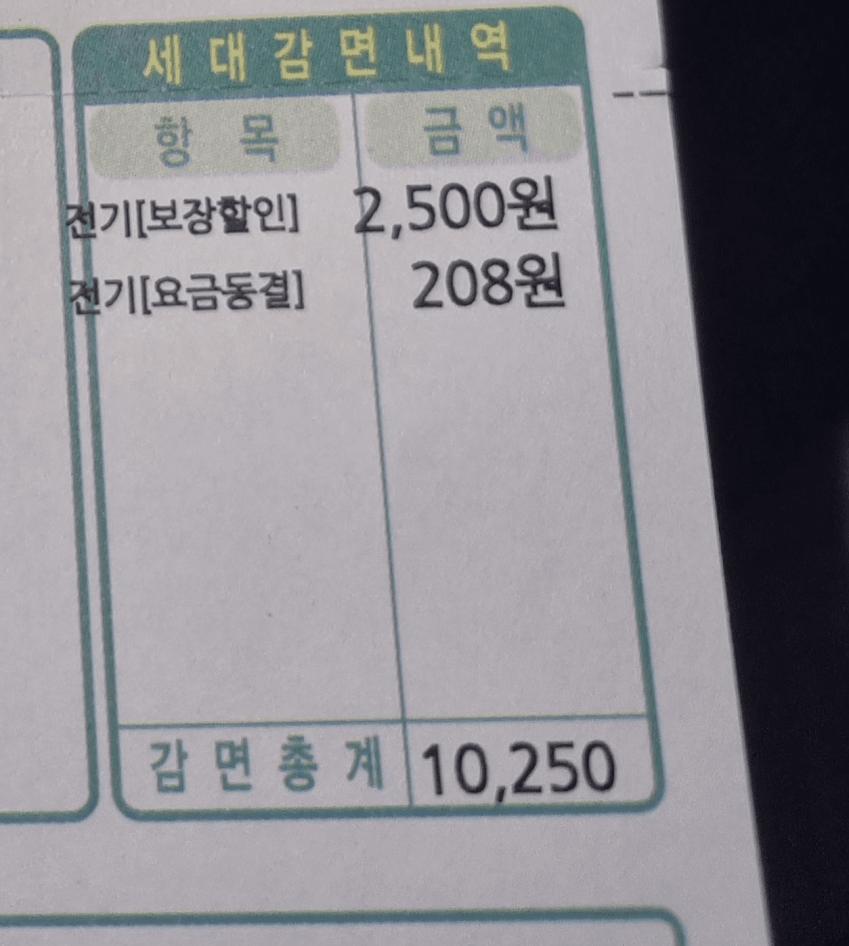 세대감면내역
항목 금액
전기[보장할인] 2,500원
전기[요금동결] 208원
감면총계 10,250